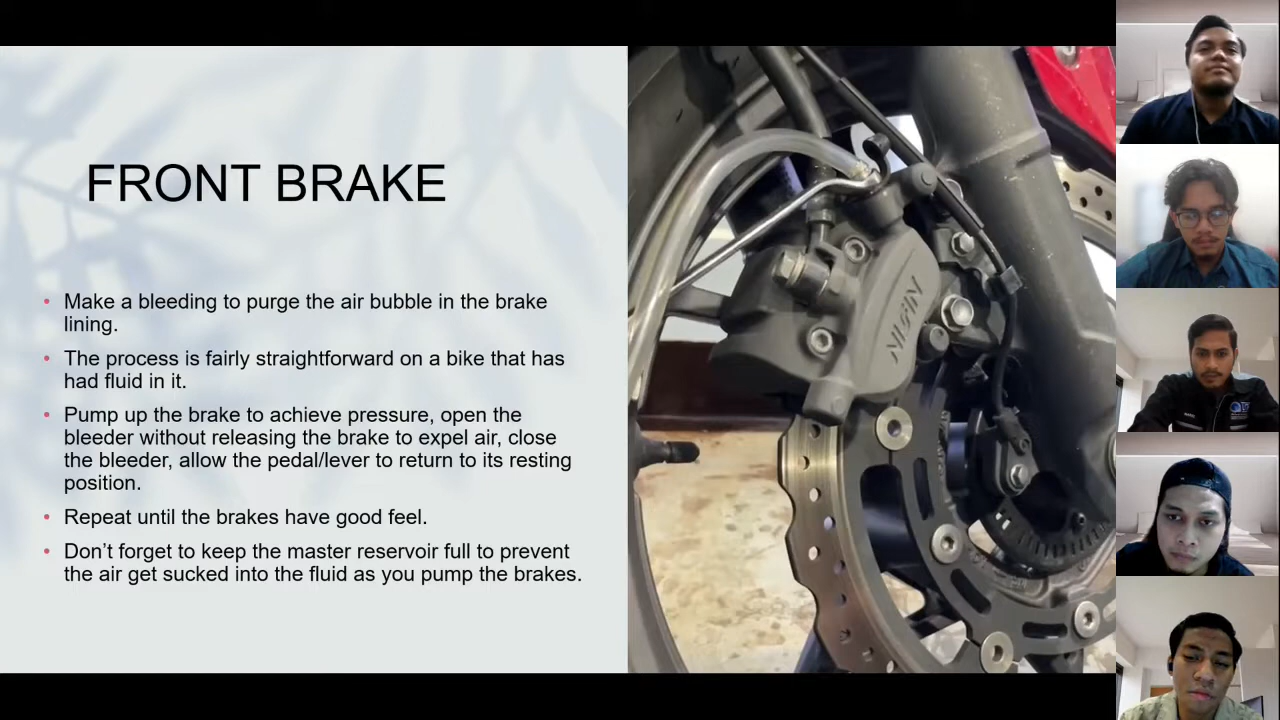 FRONT BRAKE
• Make a bleeding to purge the air bubble in the brake
lining.
• The process is fairly straightforward on a bike that has
had fluid in it.
• Pump up the brake to achieve pressure, open the
bleeder without releasing the brake to expel air, close
the bleeder, allow the pedal/lever to return to its resting
position.
• Repeat until the brakes have good feel.
• Don’t forget to keep the master reservoir full to prevent
the air get sucked into the fluid as you pump the brakes.
NISSIN